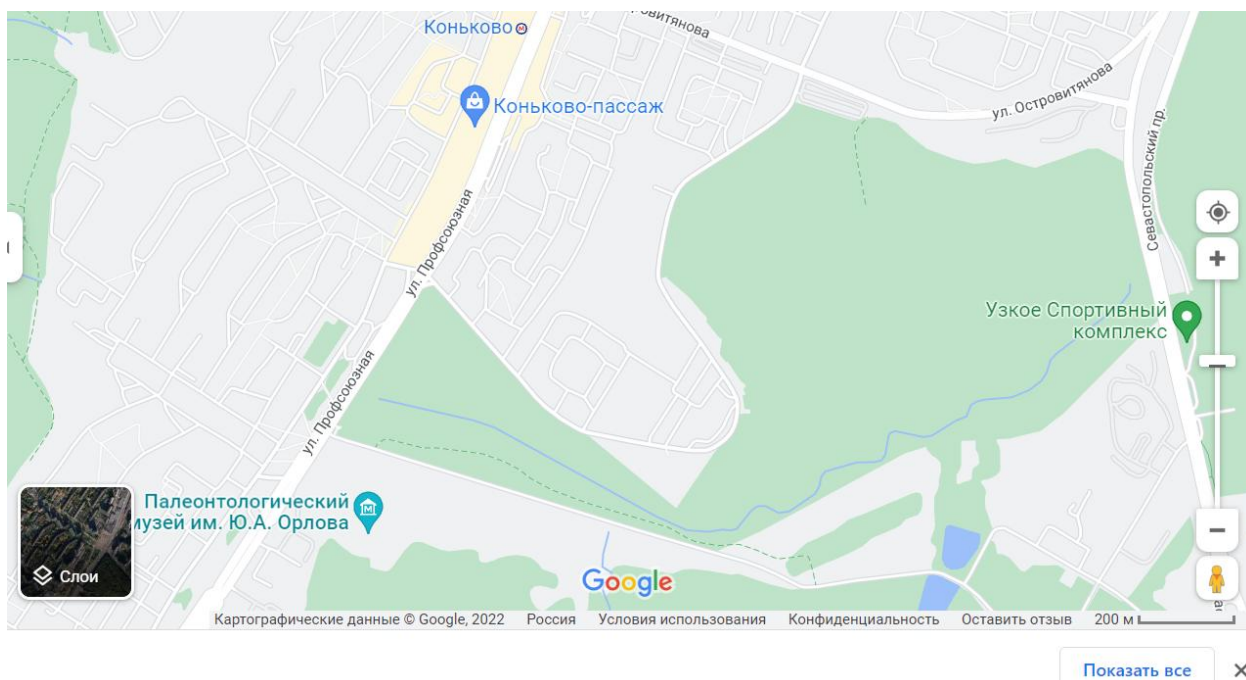 Коньково
Островитянова
Коньково-пассаж
ул. Островитянова
Севастопольский пр.
ул. Профсоюзная
Узкое Спортивный
комплекс
ул. Профсоюзная
Палеонтологический
музей им. Ю.А. Орлова
Слои
Google
Картографические данные © Google, 2022 Россия Условия использования Конфиденциальность Оставить отзыв 200 м
Показать все